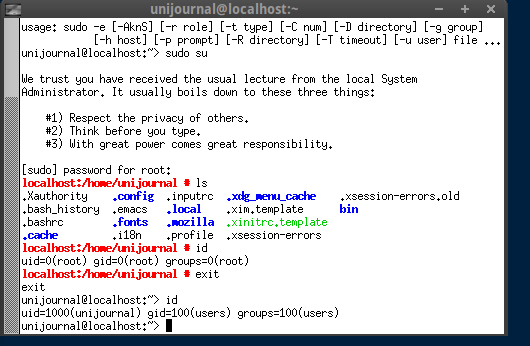 unijournal@localhost:~
usage: sudo -e [-AknS] [-r role] [-t type] [-C num] [-D directory] [-g group]
[-h host] [-p prompt] [-R directory] [-T timeout] [-u user] file ...
unijournal@localhost:~> sudo su
We trust you have received the usual lecture from the local System
Administrator. It usually boils down to these three things:
#1) Respect the privacy of others.
#2) Think before you type.
#3) With great power comes great responsibility.
[sudo] password for root:
localhost:/home/unijournal # ls
.Xauthority .config .inputrc .xdg_menu_cache .xsession-errors.old
.bash_history .emacs .local .xim.template bin
.bashrc .fonts .mozilla .xinitrc.template
.cache .i18n .profile .xsession-errors
localhost:/home/unijournal # id
uid=0(root) gid=0(root) groups=0(root)
localhost:/home/unijournal # exit
exit
unijournal@localhost:~> id
uid=1000(unijournal) gid=100(users) groups=100(users)
unijournal@localhost:~>